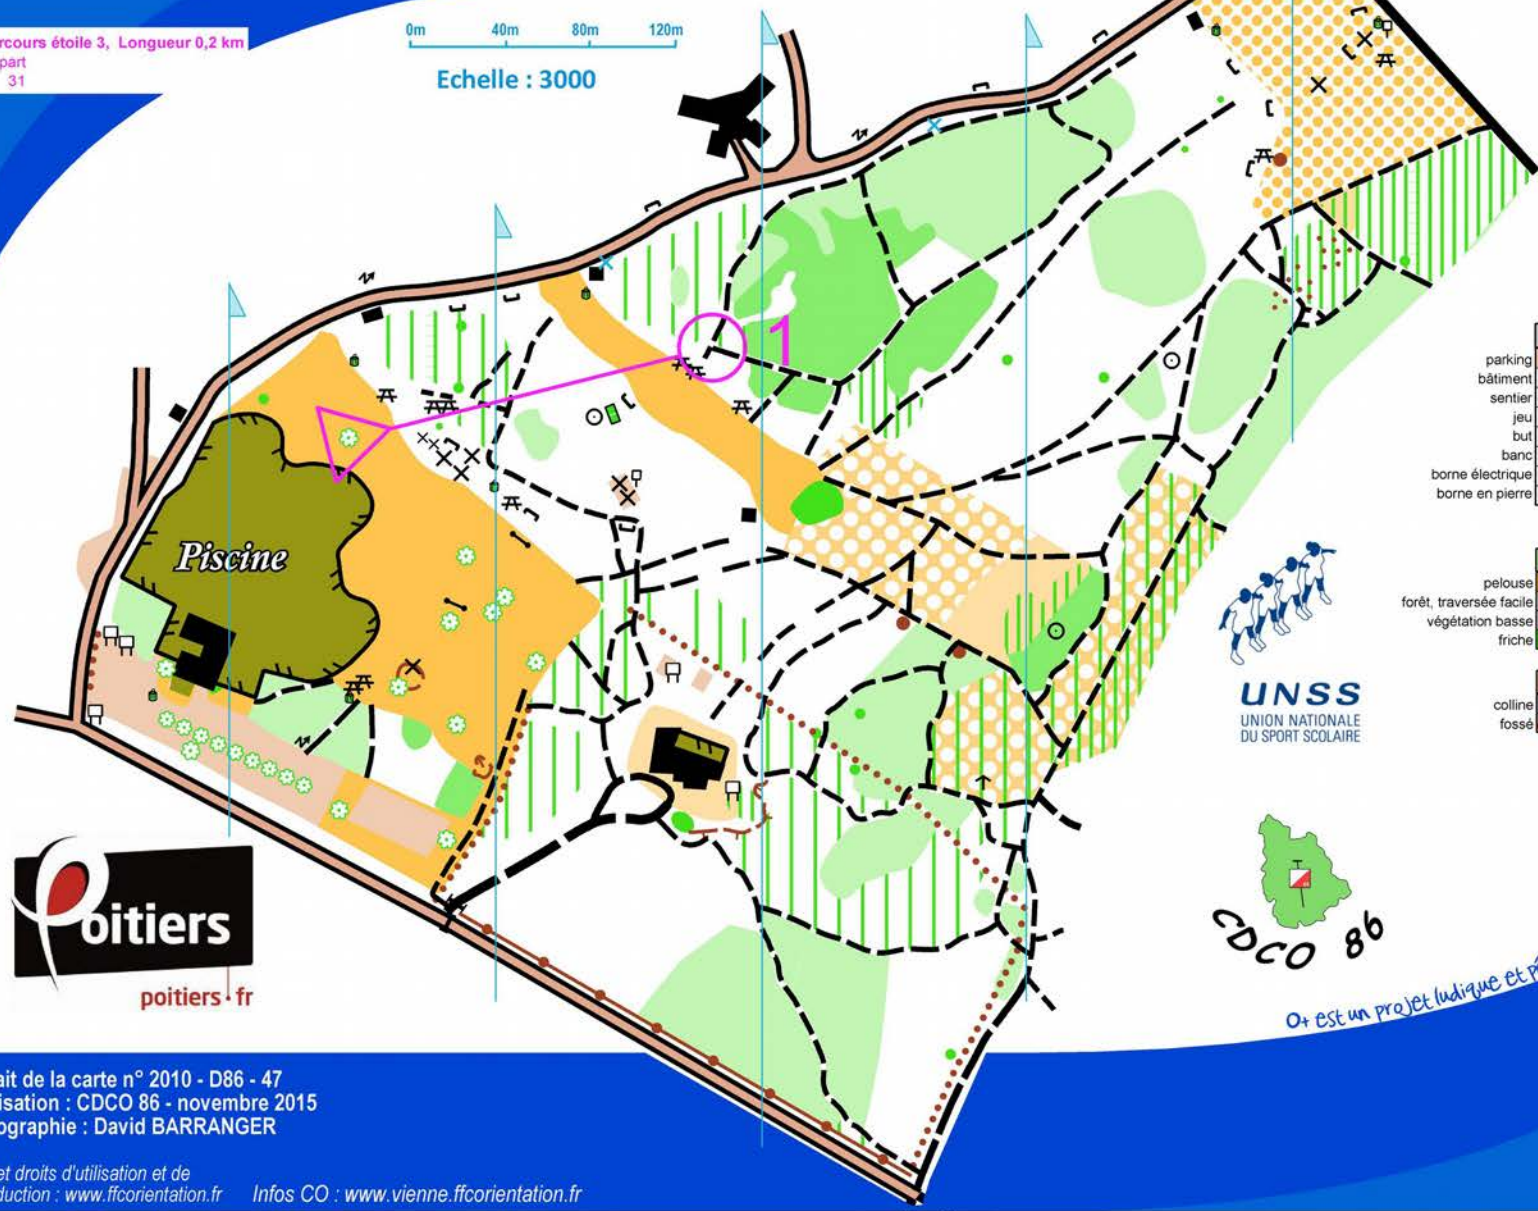 rcours étoile 3, Longueur 0,2 km
part
31
0m 40m 80m 120m
Echelle : 3000
1
Piscine
parking
bâtiment
sentier
jeu
but
banc
borne électrique
borne en pierre
pelouse
forêt, traversée facile
végétation basse
friche
colline
fossé
UNSS
UNION NATIONALE
DU SPORT SCOLAIRE
CDCO 86
Poitiers
poitiers.fr
O+ est un projet ludique et
ait de la carte n° 2010 - D86 - 47
isation : CDCO 86 - novembre 2015
ographie : David BARRANGER
et droits d'utilisation et de
duction : www.ffcorientation.fr Infos CO : www.vienne.ffcorientation.fr